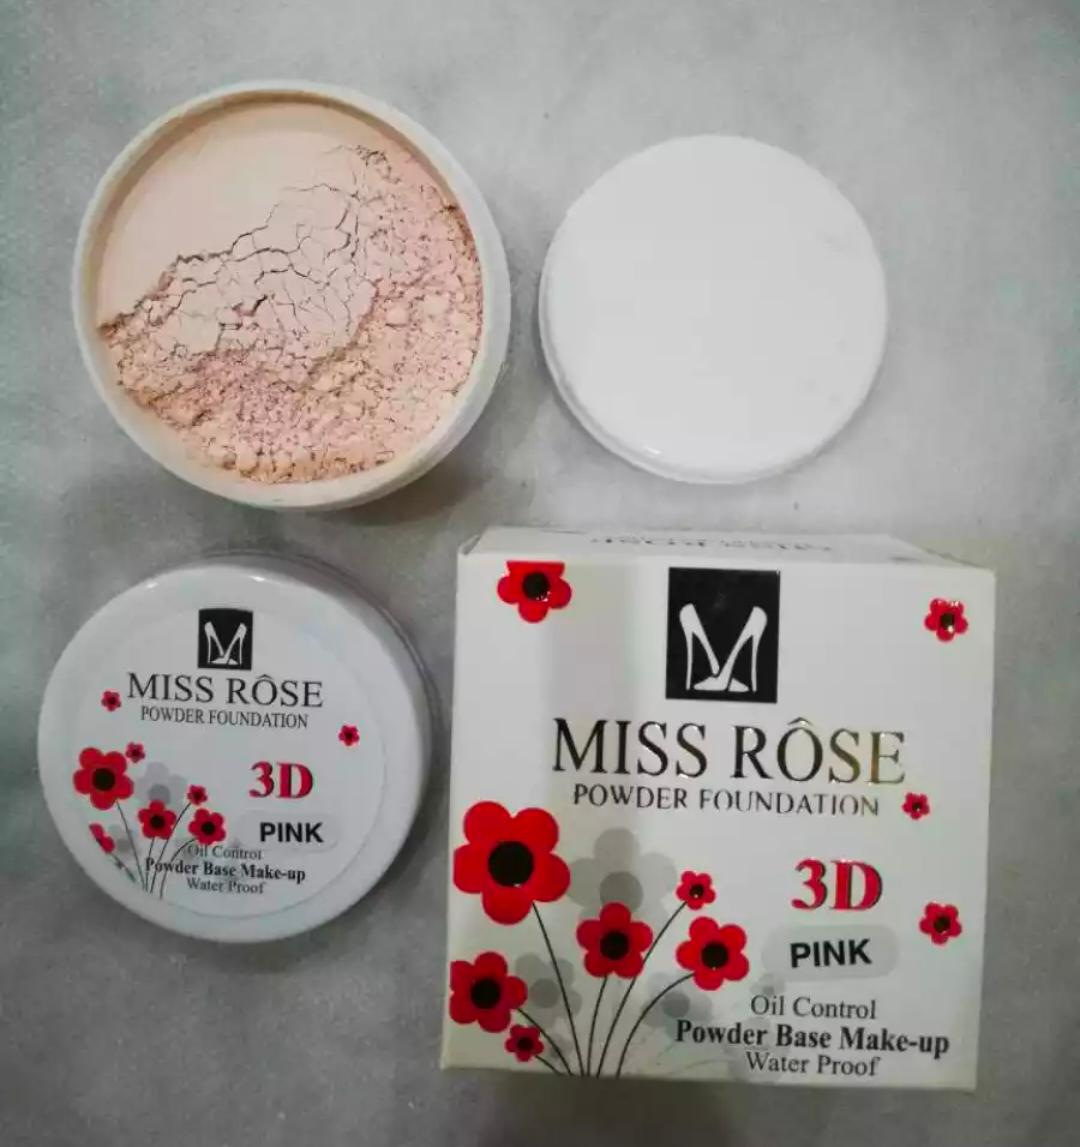 MISS RÔSE
POWDER FOUNDATION
3D
PINK
Oil Control
Powder Base Make-up
Water Proof
MISS RÔSE
POWDER FOUNDATION
3D
PINK
Oil Control
Powder Base Make-up
Water Proof